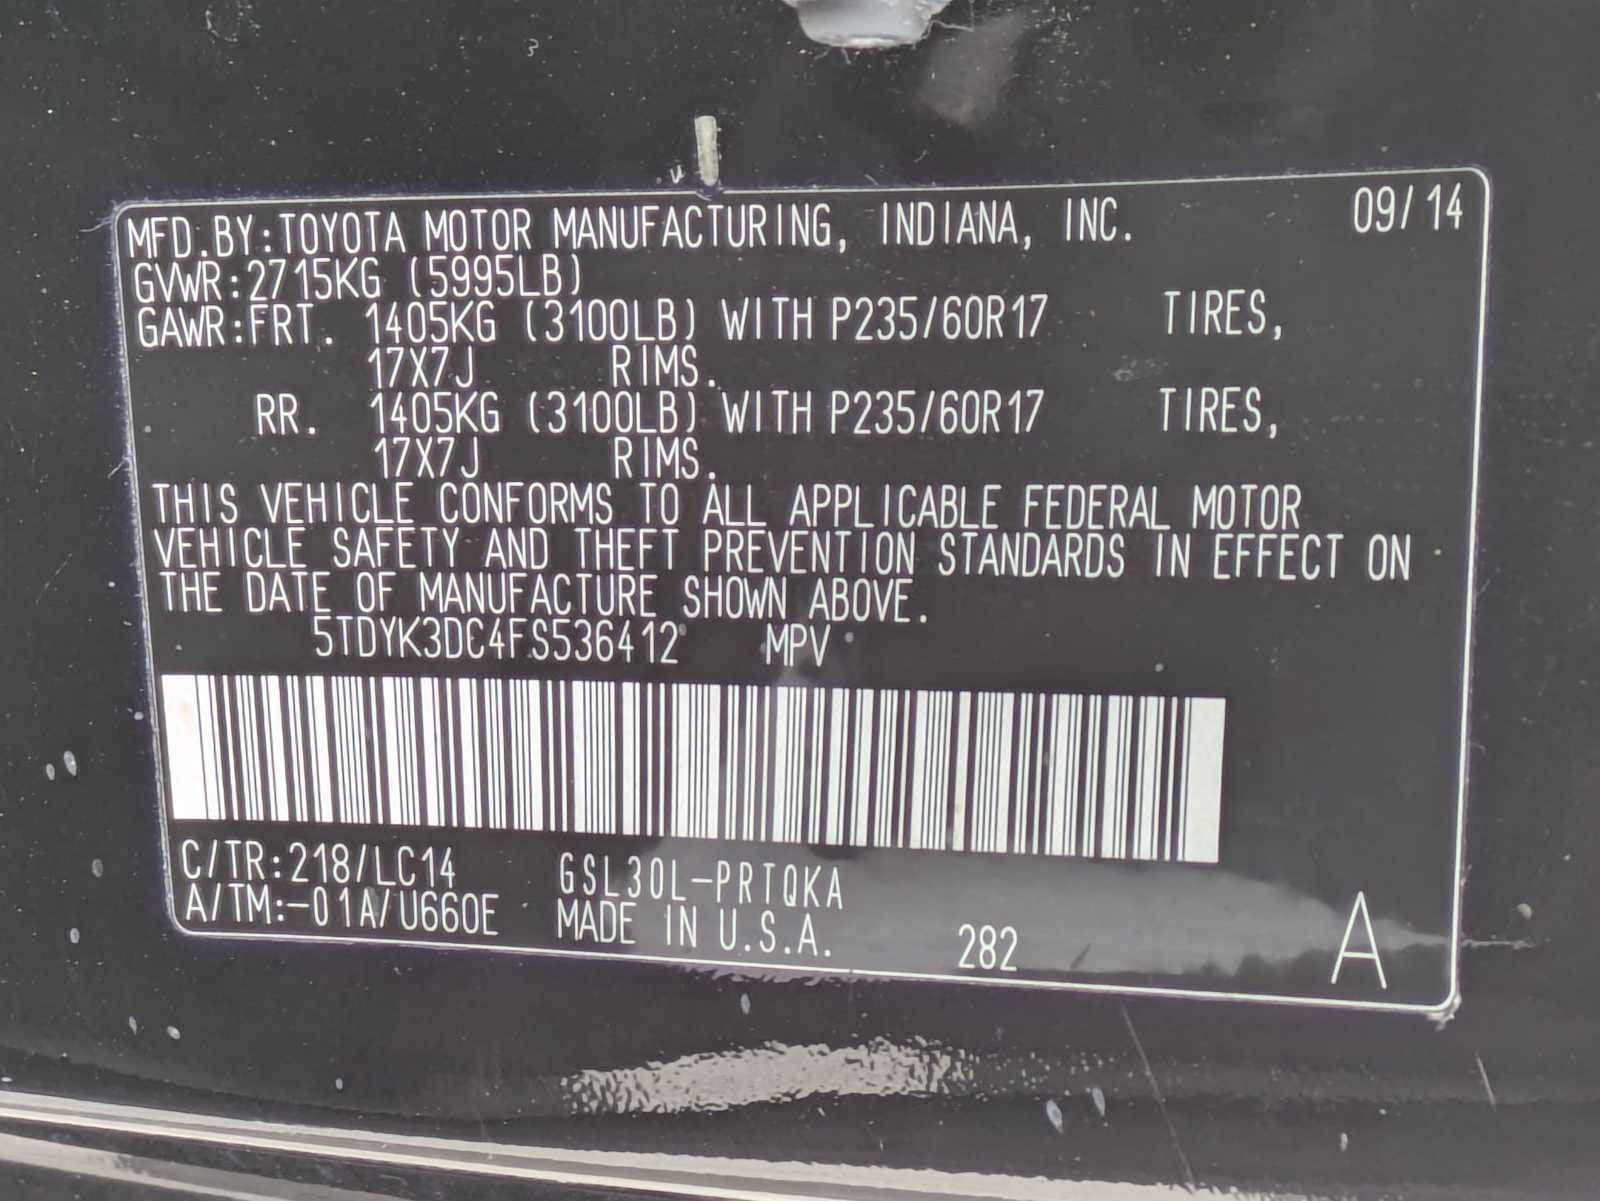 MFD.BY:TOYOTA MOTOR MANUFACTURING, INDIANA, INC. 09/14
GVWR:2715KG (5995LB)
GAWR:FRT. 1405KG (3100LB) WITH P235/60R17 TIRES,
17X7J RIMS.
RR. 1405KG (3100LB) WITH P235/60R17 TIRES,
17X7J RIMS.
THIS VEHICLE CONFORMS TO ALL APPLICABLE FEDERAL MOTOR
VEHICLE SAFETY AND THEFT PREVENTION STANDARDS IN EFFECT ON
THE DATE OF MANUFACTURE SHOWN ABOVE.
5TDYK3DC4FS536412 MPV
C/TR:218/LC14 GSL30L-PRTQKA
A/TM:-01A/U660E MADE IN U.S.A. 282 A